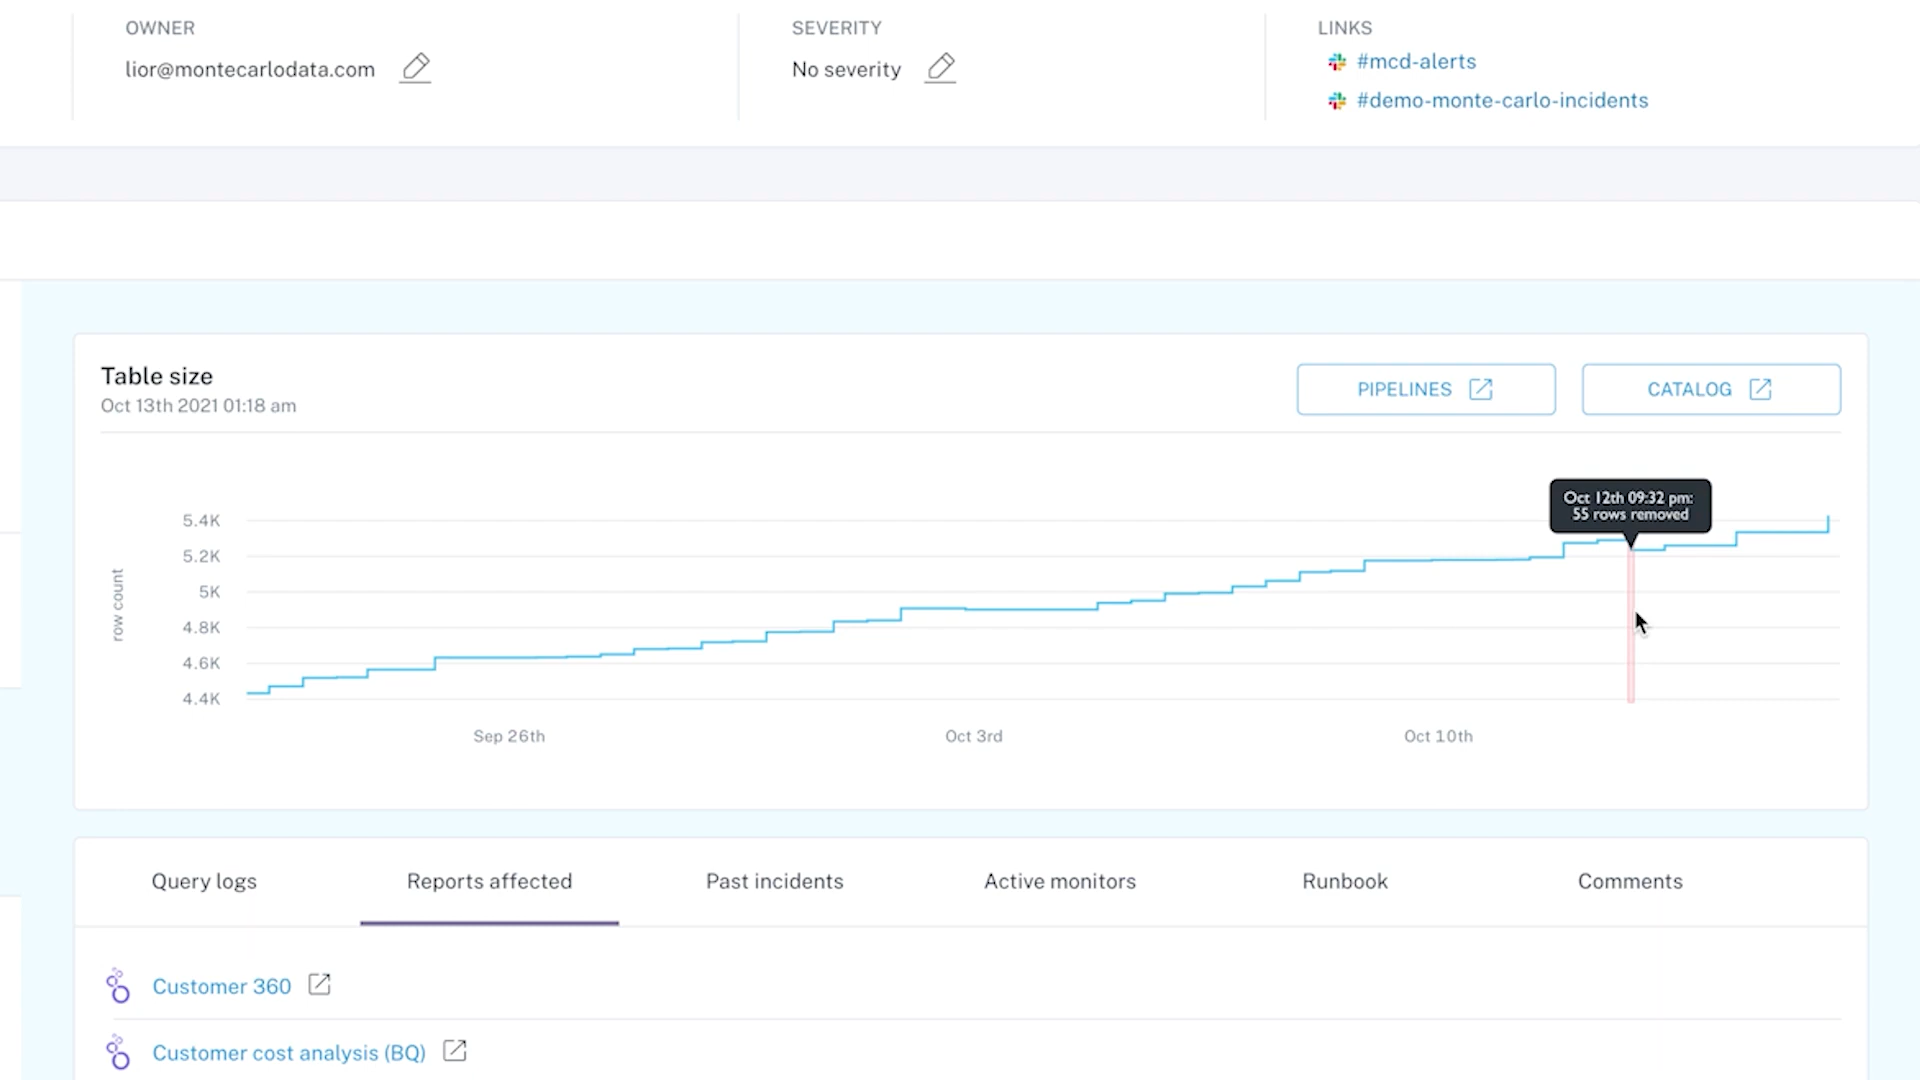 OWNER
lior@montecarlodata.com
SEVERITY
No severity
LINKS
#mcd-alerts
#demo-monte-carlo-incidents
Table size
Oct 13th 2021 01:18 am
PIPELINES
CATALOG
Oct 12th 09:32 pm:
55 rows removed
row count
5.4K
5.2K
5K
4.8K
4.6K
4.4K
Sep 26th
Oct 3rd
Oct 10th
Query logs
Reports affected
Past incidents
Active monitors
Runbook
Comments
Customer 360
Customer cost analysis (BQ)